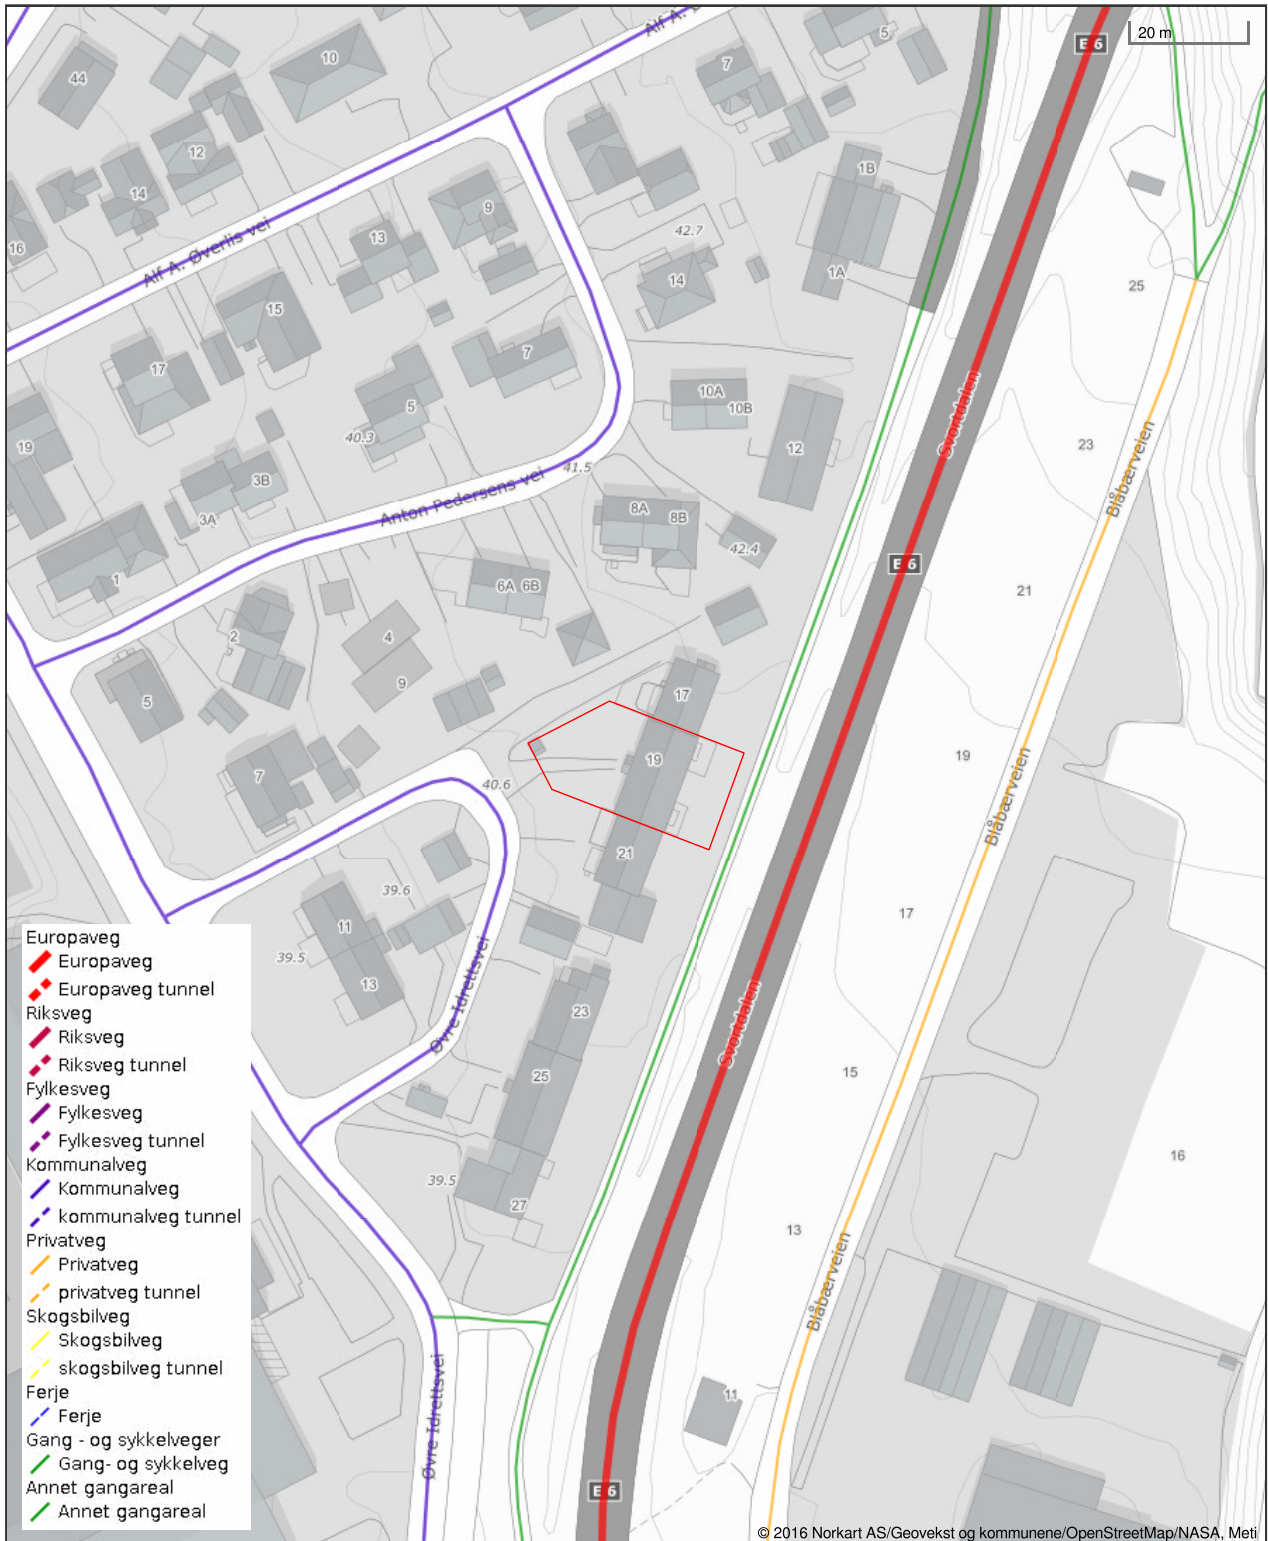 Alf A. Ø
E 6
20 m
5
44
10
7
12
1B
14
9
16
Alf A. Øverlis vei
13
42.7
14
1A
25
15
7
17
10A
10B
5
19
40.3
12
23
Svortdalen
41.5
3B
Anton Pedersens vei
Blåbærveien
3A
8A
8B
42.4
E 6
1
6A
6B
21
2
4
9
17
5
19
19
7
40.6
Blåbærveien
21
39.6
17
11
39.5
13
Øvre Idrettsvei
23
Svortdalen
25
15
16
39.5
27
13
Blåbærveien
11
Øvre Idrettsvei
E 6
Europaveg
Europaveg
Europaveg tunnel
Riksveg
Riksveg
Riksveg tunnel
Fylkesveg
Fylkesveg
Fylkesveg tunnel
Kommunalveg
Kommunalveg
kommunalveg tunnel
Privatveg
Privatveg
privatveg tunnel
Skogsbilveg
Skogsbilveg
skogsbilveg tunnel
Ferje
Ferje
Gang - og sykkelveger
Gang- og sykkelveg
Annet gangareal
Annet gangareal
© 2016 Norkart AS/Geovekst og kommunene/OpenStreetMap/NASA, Meti